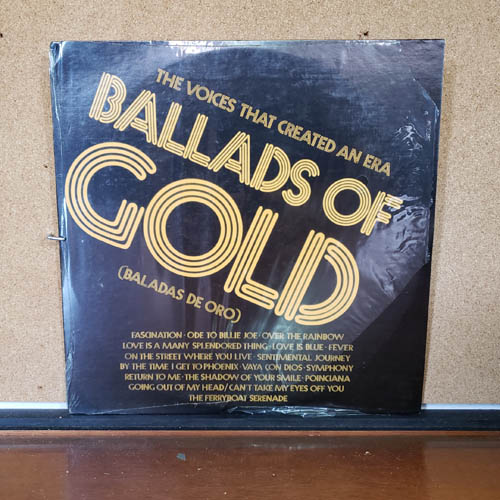 THE VOICES THAT CREATED AN ERA
BALLADS OF
GOLD
(BALADAS DE ORO)
FASCINATION · ODE TO BILLIE JOE · OVER THE RAINBOW
LOVE IS A MANY SPLENDORED THING · LOVE IS BLUE · FEVER
ON THE STREET WHERE YOU LIVE · SENTIMENTAL JOURNEY
BY THE TIME I GET TO PHOENIX · VAYA CON DIOS · SYMPHONY
RETURN TO ME · THE SHADOW OF YOUR SMILE · POINCIANA
GOING OUT OF MY HEAD/CAN'T TAKE MY EYES OFF YOU
THE FERRYBOAT SERENADE